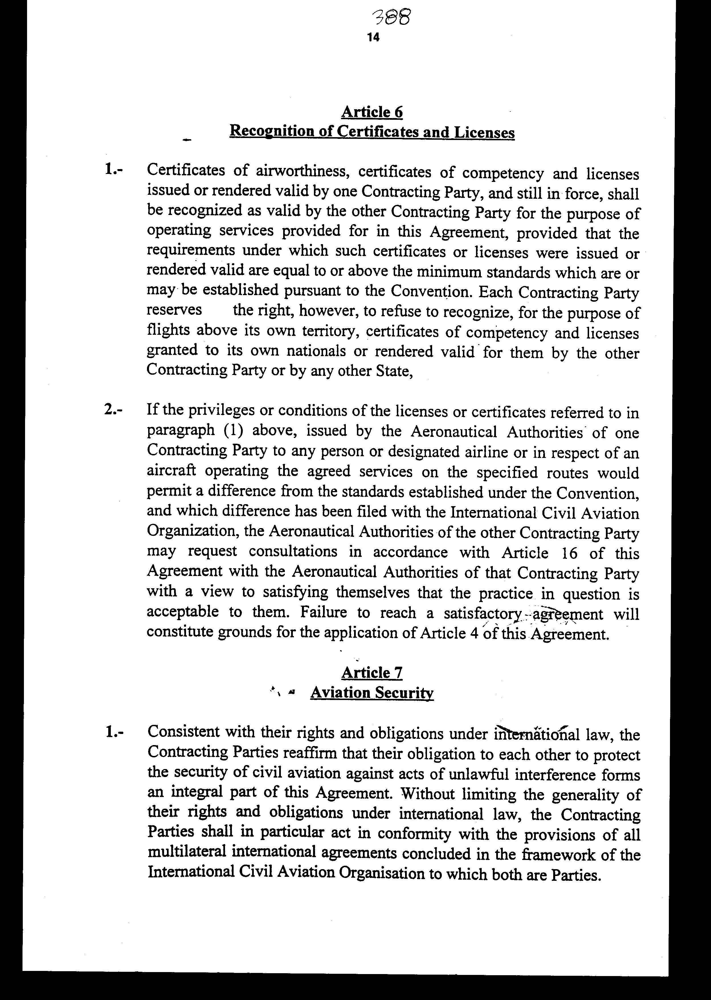 388
14
Article 6
Recognition of Certificates and Licenses
1.- Certificates of airworthiness, certificates of competency and licenses
issued or rendered valid by one Contracting Party, and still in force, shall
be recognized as valid by the other Contracting Party for the purpose of
operating services provided for in this Agreement, provided that the
requirements under which such certificates or licenses were issued or
rendered valid are equal to or above the minimum standards which are or
may be established pursuant to the Convention. Each Contracting Party
reserves the right, however, to refuse to recognize, for the purpose of
flights above its own territory, certificates of competency and licenses
granted to its own nationals or rendered valid for them by the other
Contracting Party or by any other State,
2.- If the privileges or conditions of the licenses or certificates referred to in
paragraph (1) above, issued by the Aeronautical Authorities of one
Contracting Party to any person or designated airline or in respect of an
aircraft operating the agreed services on the specified routes would
permit a difference from the standards established under the Convention,
and which difference has been filed with the International Civil Aviation
Organization, the Aeronautical Authorities of the other Contracting Party
may request consultations in accordance with Article 16 of this
Agreement with the Aeronautical Authorities of that Contracting Party
with a view to satisfying themselves that the practice in question is
acceptable to them. Failure to reach a satisfactory agreement will
constitute grounds for the application of Article 4 of this Agreement.
Article 7
Aviation Security
1.- Consistent with their rights and obligations under international law, the
Contracting Parties reaffirm that their obligation to each other to protect
the security of civil aviation against acts of unlawful interference forms
an integral part of this Agreement. Without limiting the generality of
their rights and obligations under international law, the Contracting
Parties shall in particular act in conformity with the provisions of all
multilateral international agreements concluded in the framework of the
International Civil Aviation Organisation to which both are Parties.